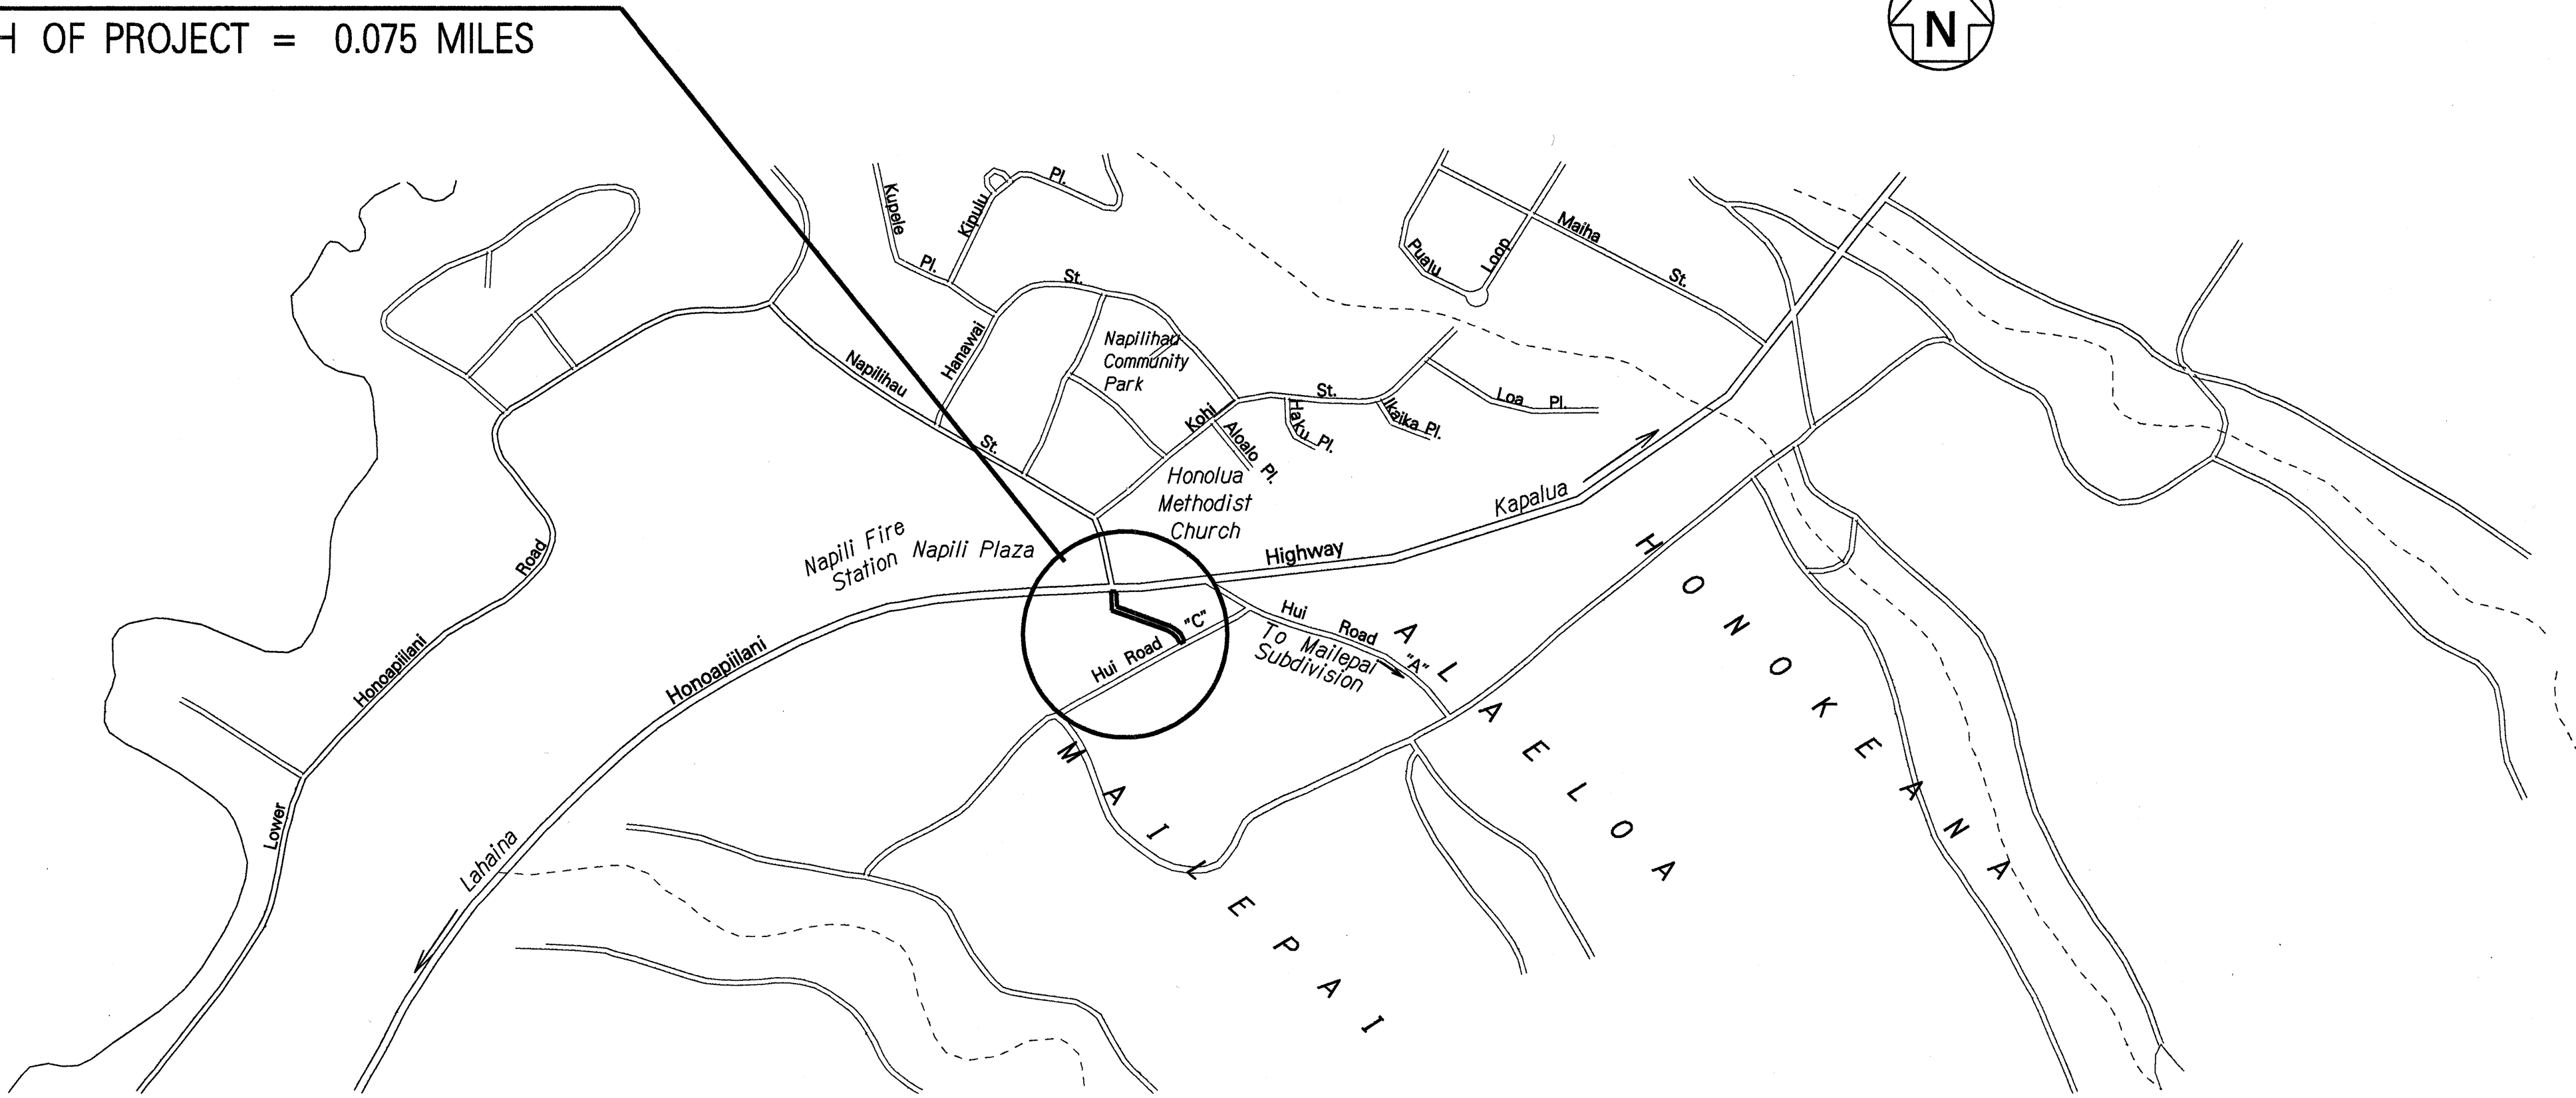 H OF PROJECT = 0.075 MILES
N
Kupele
Pl.
Kipulu
Pl.
Hanawai
St.
Napilihau
Community
Park
Napilihau
St.
Kohi
St.
Aloalo Pl.
Haku Pl.
Ikaika Pl.
Loa Pl.
Pualu
Loop
Maiha
St.
Honolua
Methodist
Church
Napili Fire
Station
Napili Plaza
Kapalua
Highway
Honoapiilani
Lahaina
Road
Honoapiilani
Lower
Hui Road "C"
Hui Road "A"
To Mailepai
Subdivision
MAILEPAI
ALAELOA
HONOKEANA